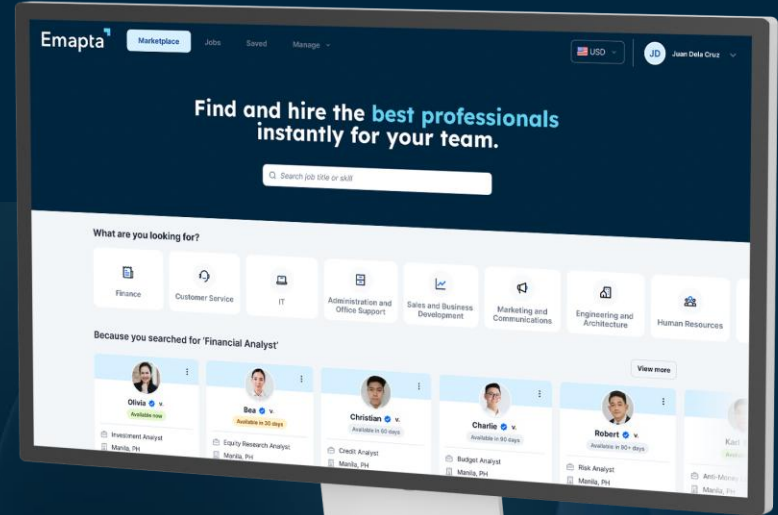 Emapta
Marketplace Jobs Saved Manage
USD
JD Juan Dela Cruz
Find and hire the best professionals
instantly for your team.
Search job title or skill
What are you looking for?
Finance
Customer Service
IT
Administration and
Office Support
Sales and Business
Development
Marketing and
Communications
Engineering and
Architecture
Human Resources
Because you searched for 'Financial Analyst'
View more
Olivia v.
Available now
Investment Analyst
Manila, PH
Bea v.
Available in 30 days
Equity Research Analyst
Manila, PH
Christian v.
Available in 60 days
Credit Analyst
Manila, PH
Charlie v.
Available in 90 days
Budget Analyst
Manila, PH
Robert v.
Available in 90+ days
Risk Analyst
Manila, PH
Karl
Manila, PH